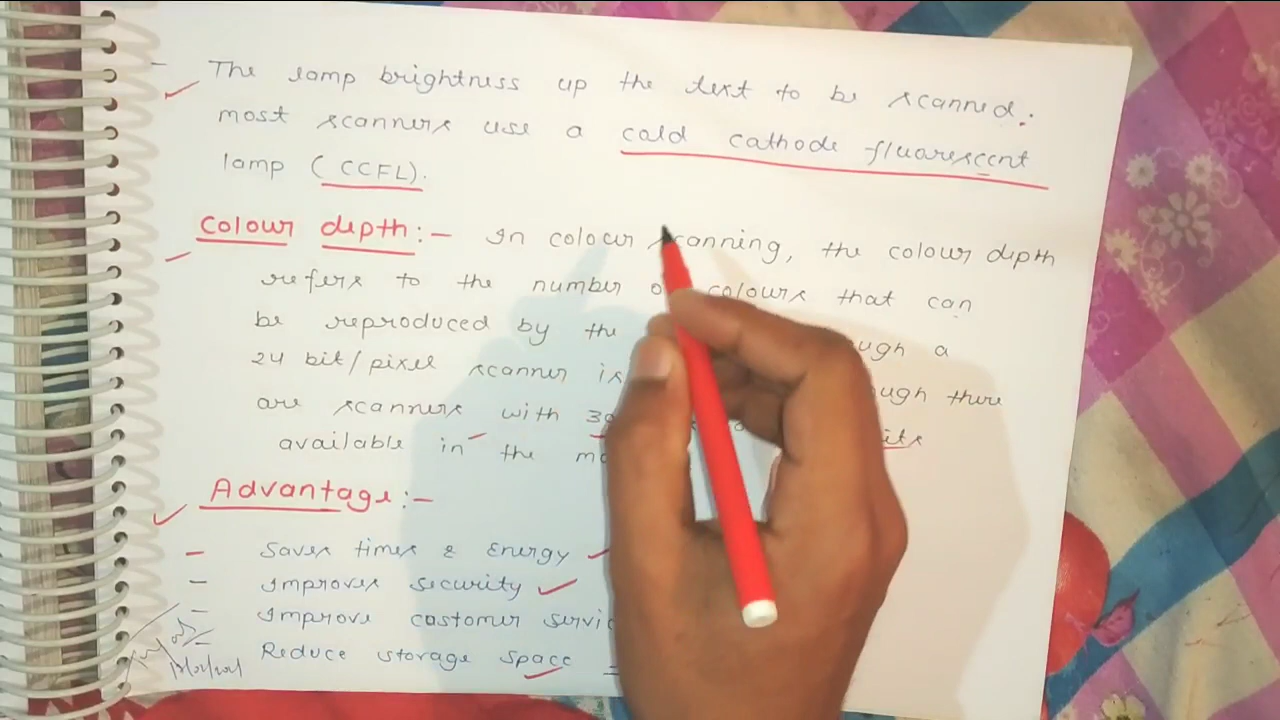 The lamp brightness up the text to be scanned.
most scanners use a cold cathode fluorescent
lamp (CCFL).
Colour depth:- In colour scanning, the colour depth
refers to the number colours that can
be reproduced by the a
24 bit/pixel scanner is there
are scanners with
available in the
Advantage:-
- Saves times & Energy
- Improves security
- Improve customer
Reduce storage space